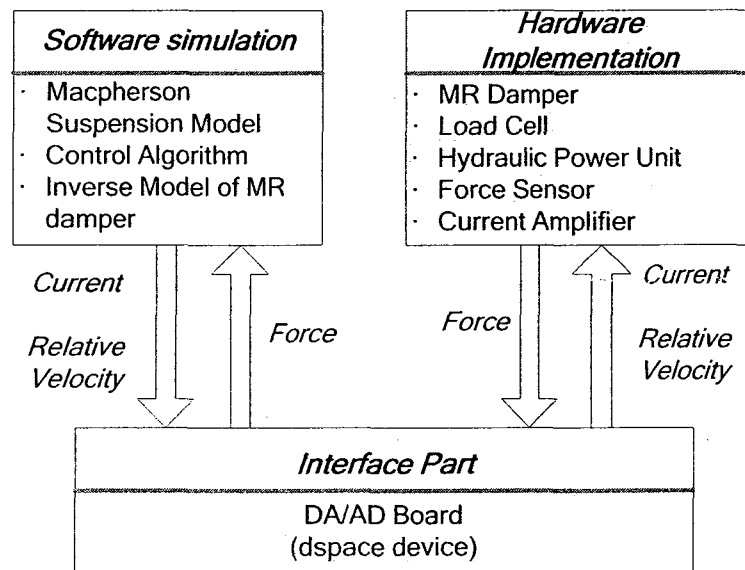 Software simulation
· Macpherson
Suspension Model
· Control Algorithm
· Inverse Model of MR
damper
Hardware
Implementation
· MR Damper
· Load Cell
· Hydraulic Power Unit
· Force Sensor
· Current Amplifier
Current
Relative
Velocity
Force
Force
Current
Relative
Velocity
Interface Part
DA/AD Board
(dspace device)